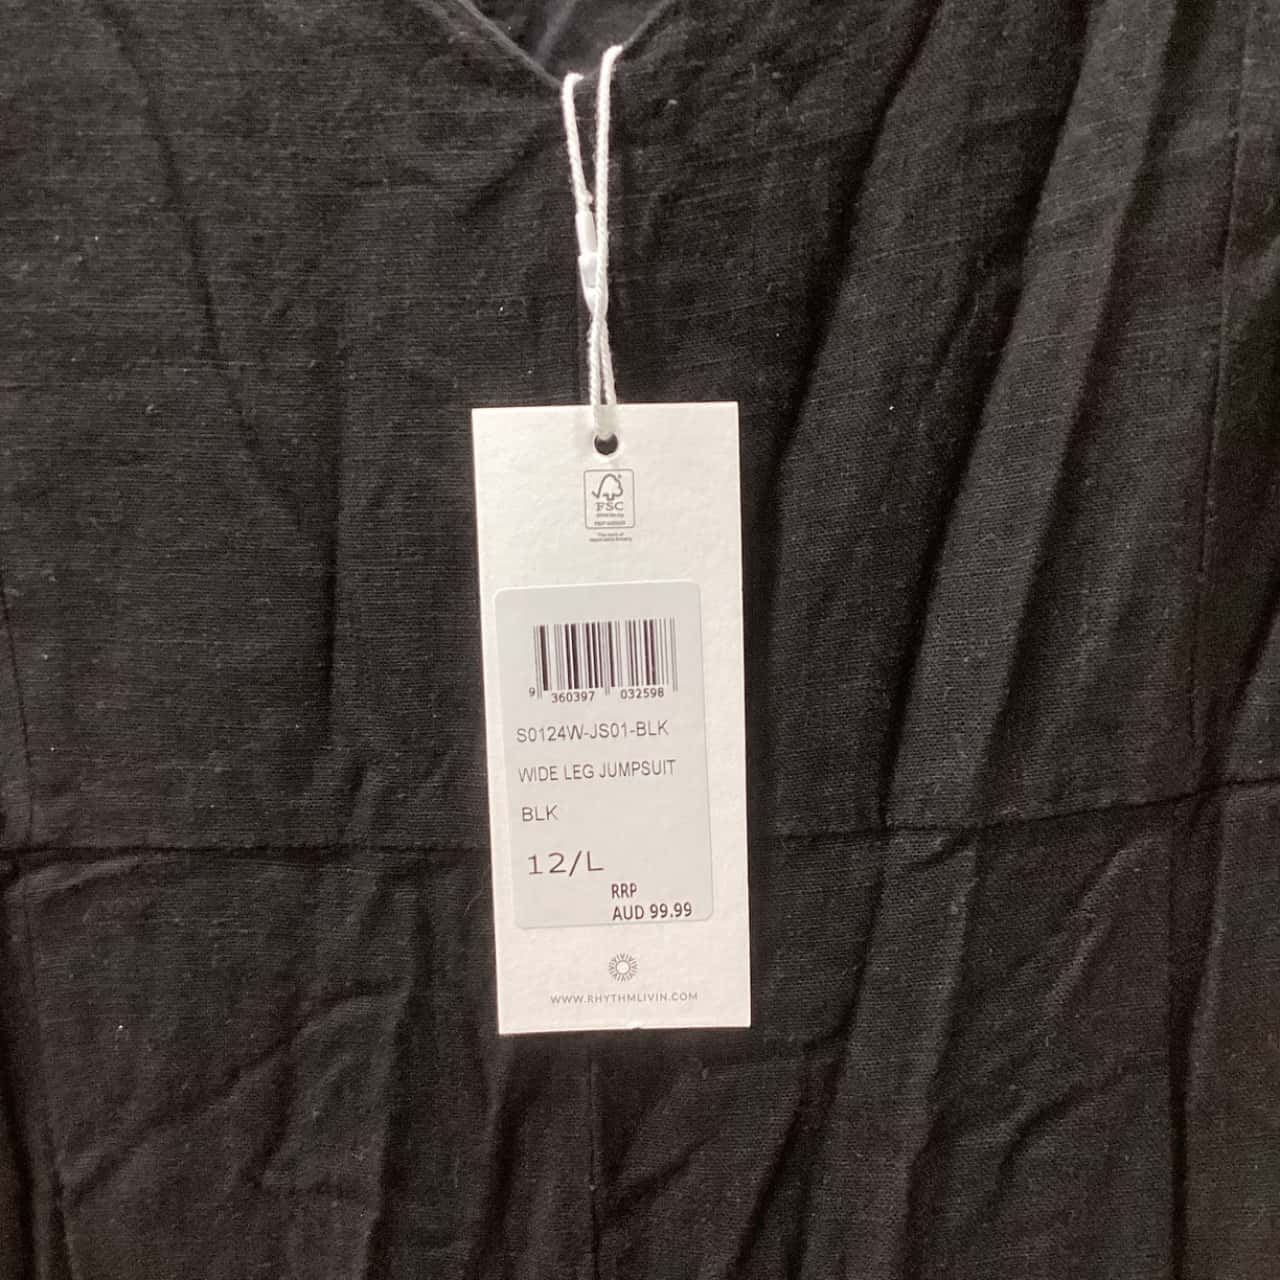 FSC
9 360397 032598
S0124W-JS01-BLK
WIDE LEG JUMPSUIT
BLK
12/L
RRP
AUD 99.99
WWW.RHYTHMLIVIN.COM